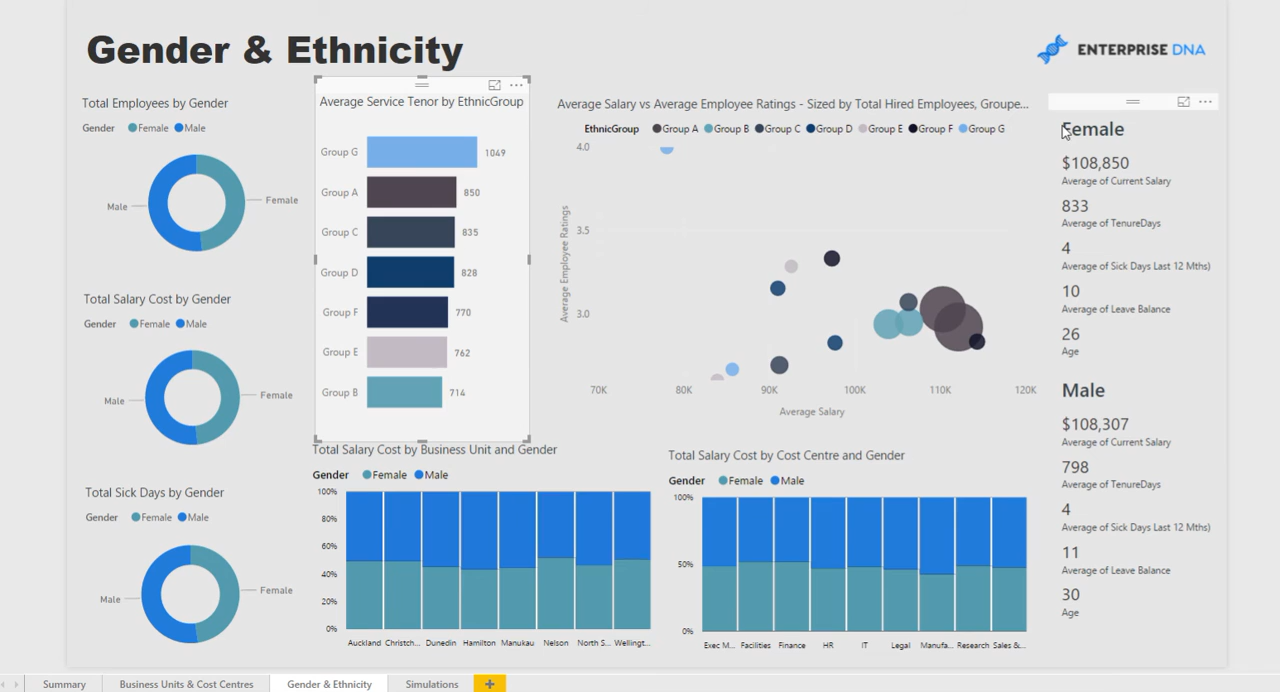 Gender & Ethnicity
ENTERPRISE DNA
Total Employees by Gender
Gender Female Male
Male
Female
Total Salary Cost by Gender
Gender Female Male
Male
Female
Total Sick Days by Gender
Gender Female Male
Male
Female
Average Service Tenor by EthnicGroup
Group G 1049
Group A 850
Group C 835
Group D 828
Group F 770
Group E 762
Group B 714
Average Salary vs Average Employee Ratings - Sized by Total Hired Employees, Groupe...
EthnicGroup Group A Group B Group C Group D Group E Group F Group G
4.0
3.5
3.0
Average Employee Ratings
70K 80K 90K 100K 110K 120K
Average Salary
Female
$108,850
Average of Current Salary
833
Average of TenureDays
4
Average of Sick Days Last 12 Mths)
10
Average of Leave Balance
26
Age
Male
$108,307
Average of Current Salary
798
Average of TenureDays
4
Average of Sick Days Last 12 Mths)
11
Average of Leave Balance
30
Age
Total Salary Cost by Business Unit and Gender
Gender Female Male
100%
80%
60%
40%
20%
0%
Auckland Christch... Dunedin Hamilton Manukau Nelson North S... Wellingt...
Total Salary Cost by Cost Centre and Gender
Gender Female Male
100%
50%
0%
Exec M... Facilities Finance HR IT Legal Manufa... Research Sales &...
Summary Business Units & Cost Centres Gender & Ethnicity Simulations +